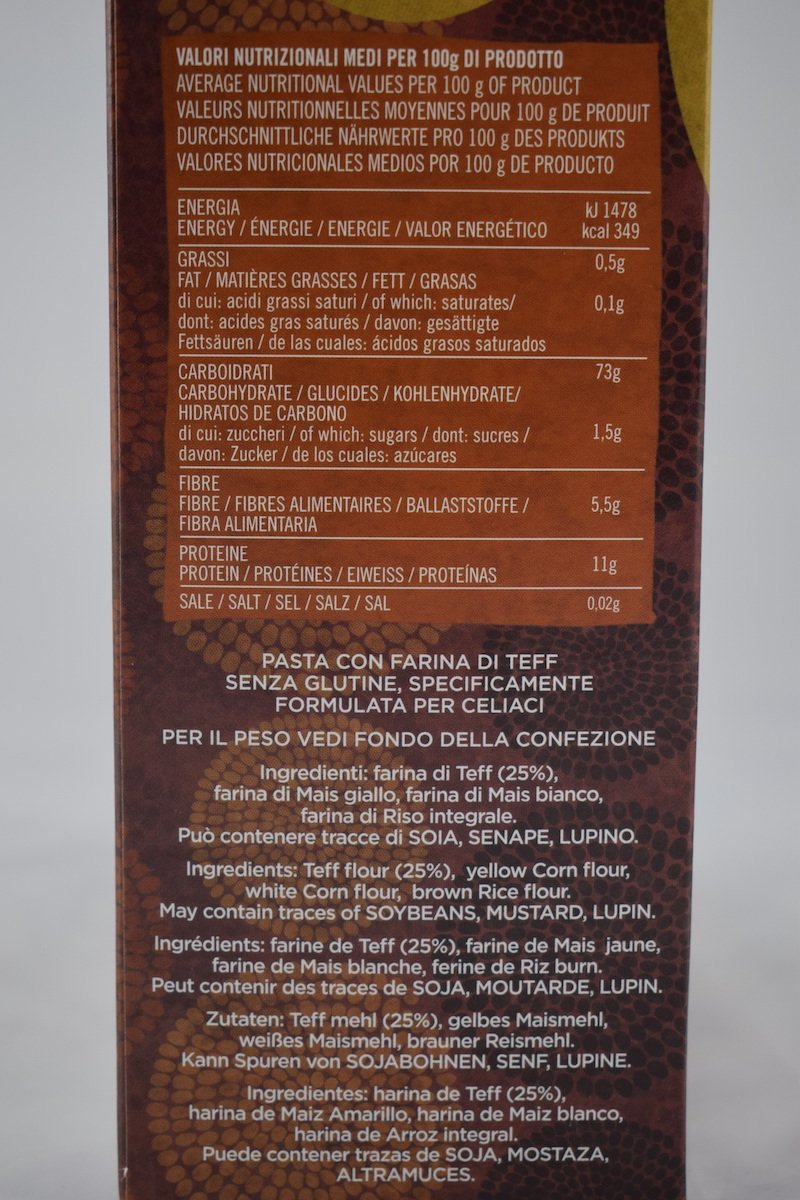 VALORI NUTRIZIONALI MEDI PER 100g DI PRODOTTO
AVERAGE NUTRITIONAL VALUES PER 100 g OF PRODUCT
VALEURS NUTRITIONNELLES MOYENNES POUR 100 g DE PRODUIT
DURCHSCHNITTLICHE NÄHRWERTE PRO 100 g DES PRODUKTS
VALORES NUTRICIONALES MEDIOS POR 100 g DE PRODUCTO
ENERGIA kJ 1478
ENERGY / ÉNERGIE / ENERGIE / VALOR ENERGÉTICO kcal 349
GRASSI 0,5g
FAT / MATIÈRES GRASSES / FETT / GRASAS
di cui: acidi grassi saturi / of which: saturates/ 0,1g
dont: acides gras saturés / davon: gesättigte
Fettsäuren / de las cuales: ácidos grasos saturados
CARBOIDRATI 73g
CARBOHYDRATE / GLUCIDES / KOHLENHYDRATE/
HIDRATOS DE CARBONO
di cui: zuccheri / of which: sugars / dont: sucres / 1,5g
davon: Zucker / de los cuales: azúcares
FIBRE
FIBRE / FIBRES ALIMENTAIRES / BALLASTSTOFFE / 5,5g
FIBRA ALIMENTARIA
PROTEINE 11g
PROTEIN / PROTÉINES / EIWEISS / PROTEÍNAS
SALE / SALT / SEL / SALZ / SAL 0,02g
PASTA CON FARINA DI TEFF
SENZA GLUTINE, SPECIFICAMENTE
FORMULATA PER CELIACI
PER IL PESO VEDI FONDO DELLA CONFEZIONE
Ingredienti: farina di Teff (25%),
farina di Mais giallo, farina di Mais bianco,
farina di Riso integrale.
Può contenere tracce di SOIA, SENAPE, LUPINO.
Ingredients: Teff flour (25%), yellow Corn flour,
white Corn flour, brown Rice flour.
May contain traces of SOYBEANS, MUSTARD, LUPIN.
Ingrédients: farine de Teff (25%), farine de Mais jaune,
farine de Mais blanche, ferine de Riz burn.
Peut contenir des traces de SOJA, MOUTARDE, LUPIN.
Zutaten: Teff mehl (25%), gelbes Maismehl,
weißes Maismehl, brauner Reismehl.
Kann Spuren von SOJABOHNEN, SENF, LUPINE.
Ingredientes: harina de Teff (25%),
harina de Maiz Amarillo, harina de Maiz blanco,
harina de Arroz integral.
Puede contener trazas de SOJA, MOSTAZA,
ALTRAMUCES.